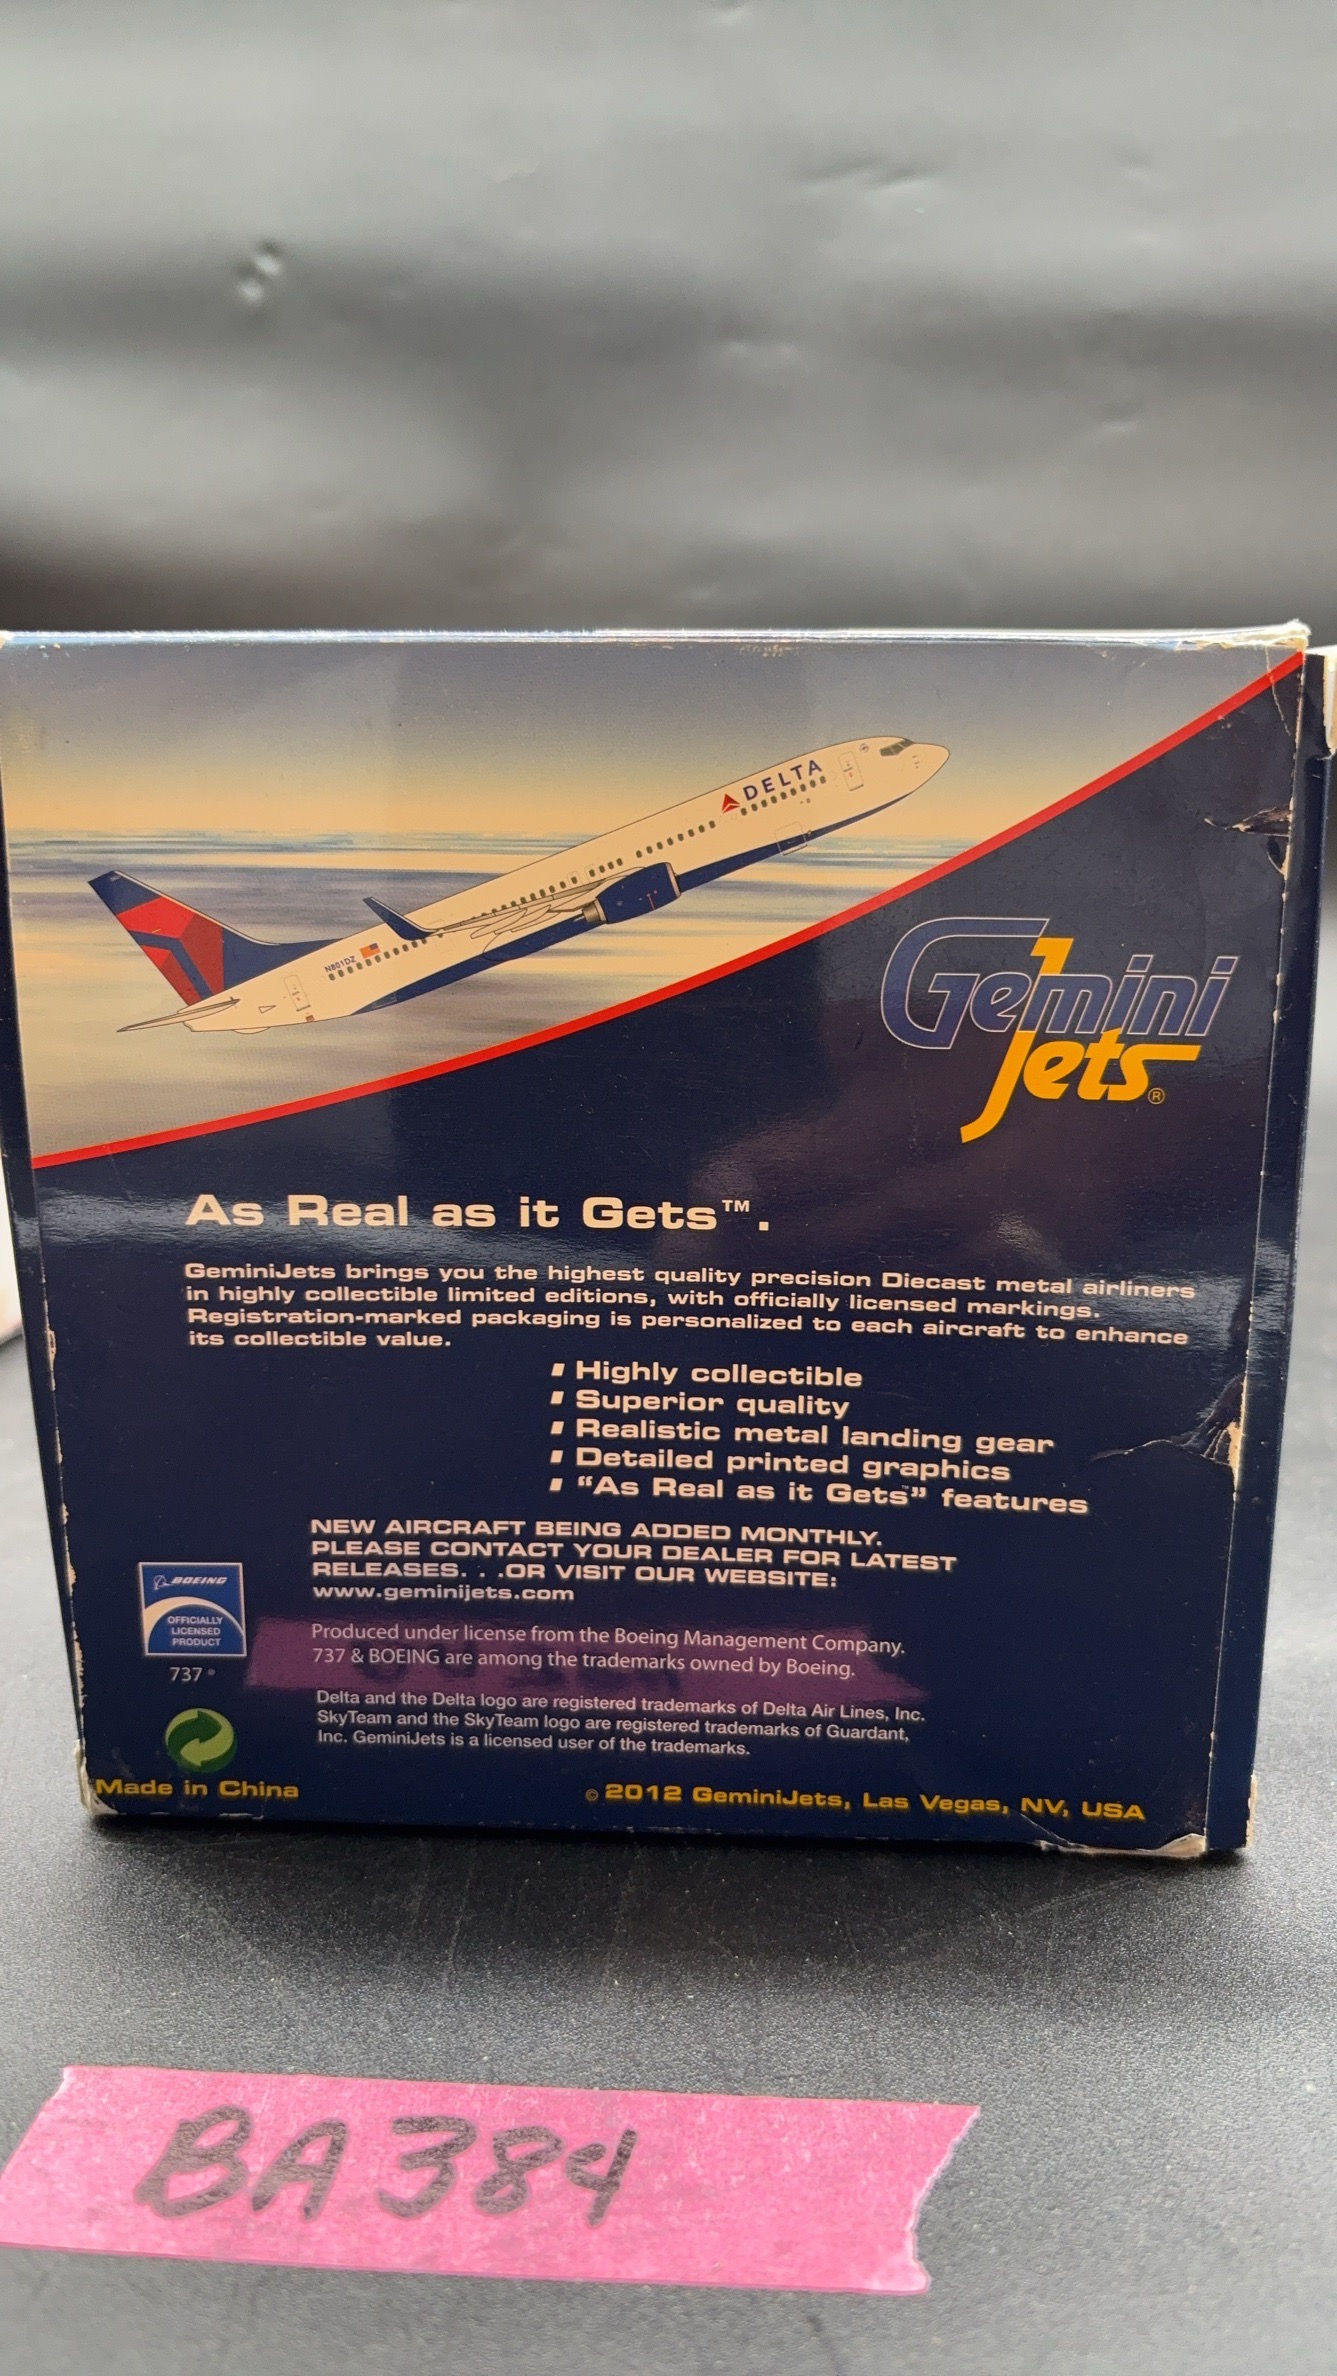 DELTA
N801DZ
Gemini
Jets®
As Real as it Gets™.
GeminiJets brings you the highest quality precision Diecast metal airliners
in highly collectible limited editions, with officially licensed markings.
Registration-marked packaging is personalized to each aircraft to enhance
its collectible value.
Highly collectible
Superior quality
Realistic metal landing gear
Detailed printed graphics
“As Real as it Gets™” features
NEW AIRCRAFT BEING ADDED MONTHLY.
PLEASE CONTACT YOUR DEALER FOR LATEST
RELEASES. . .OR VISIT OUR WEBSITE:
www.geminijets.com
BOEING
OFFICIALLY
LICENSED
PRODUCT
737®
Produced under license from the Boeing Management Company.
737 & BOEING are among the trademarks owned by Boeing.
Delta and the Delta logo are registered trademarks of Delta Air Lines, Inc.
SkyTeam and the SkyTeam logo are registered trademarks of Guardant,
Inc. GeminiJets is a licensed user of the trademarks.
Made in China
© 2012 GeminiJets, Las Vegas, NV, USA
BA384